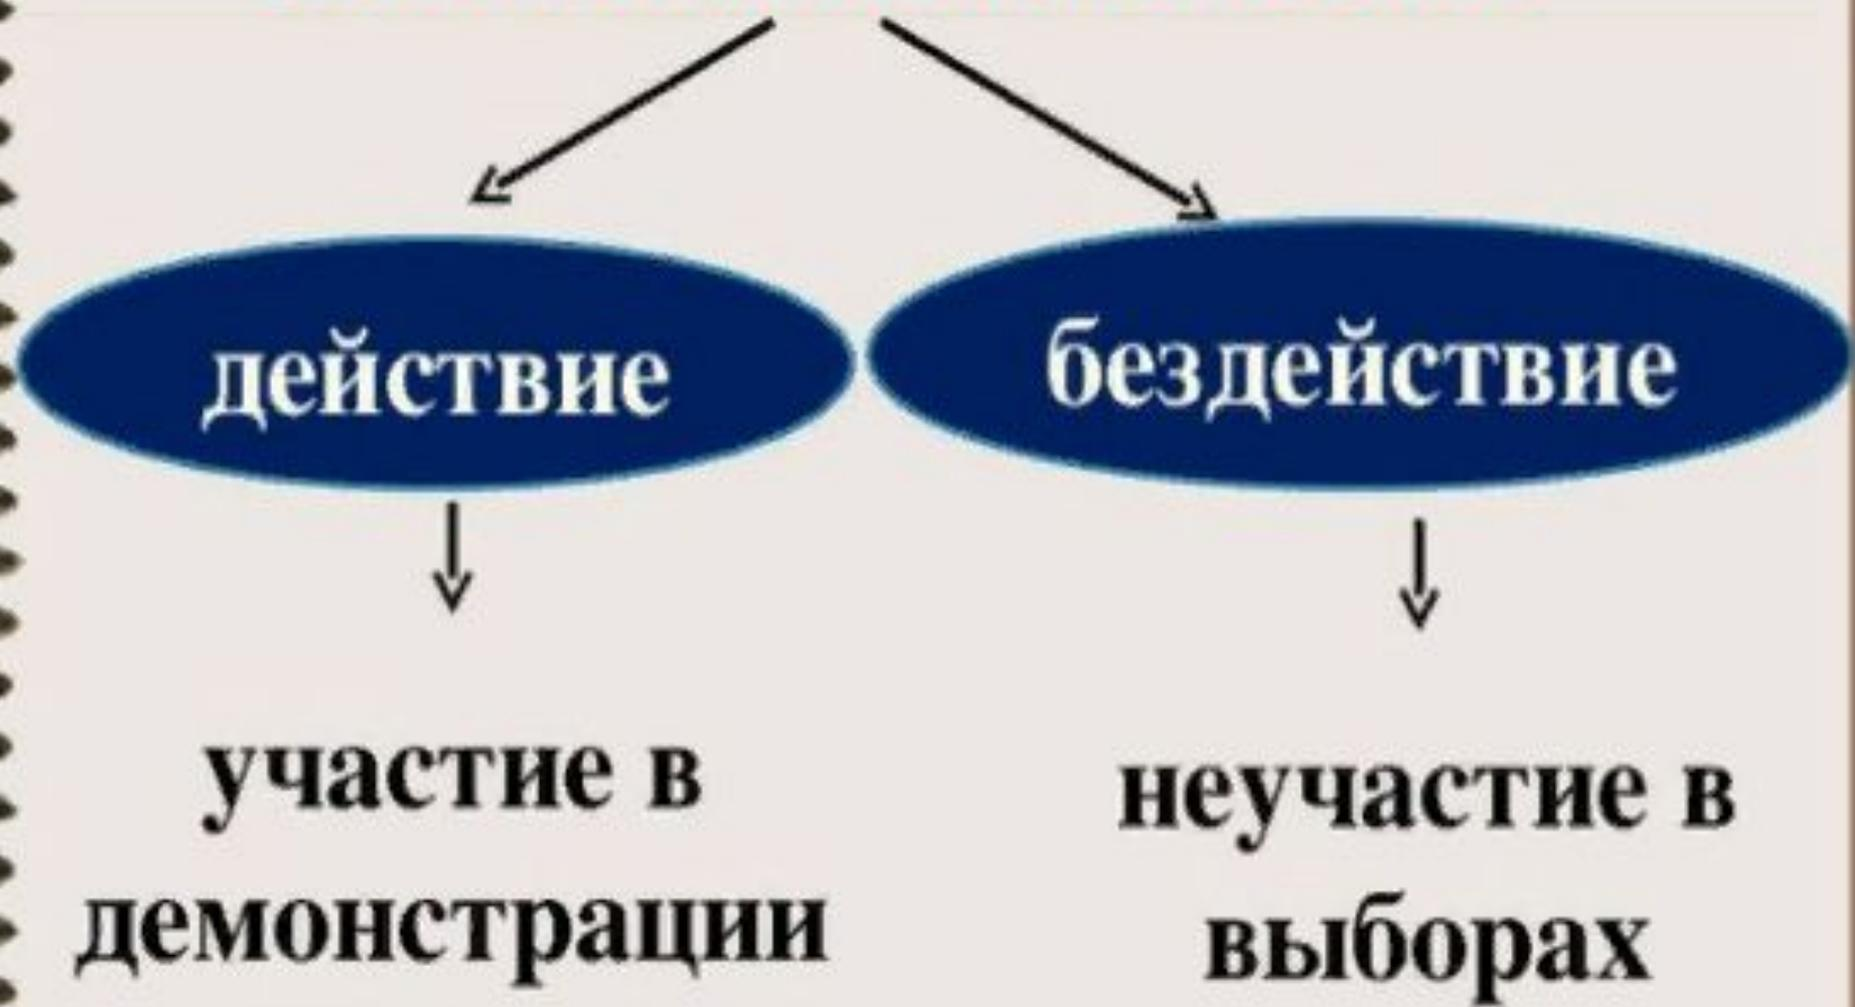 действие
бездействие
участие в
демонстрации
неучастие в
выборах